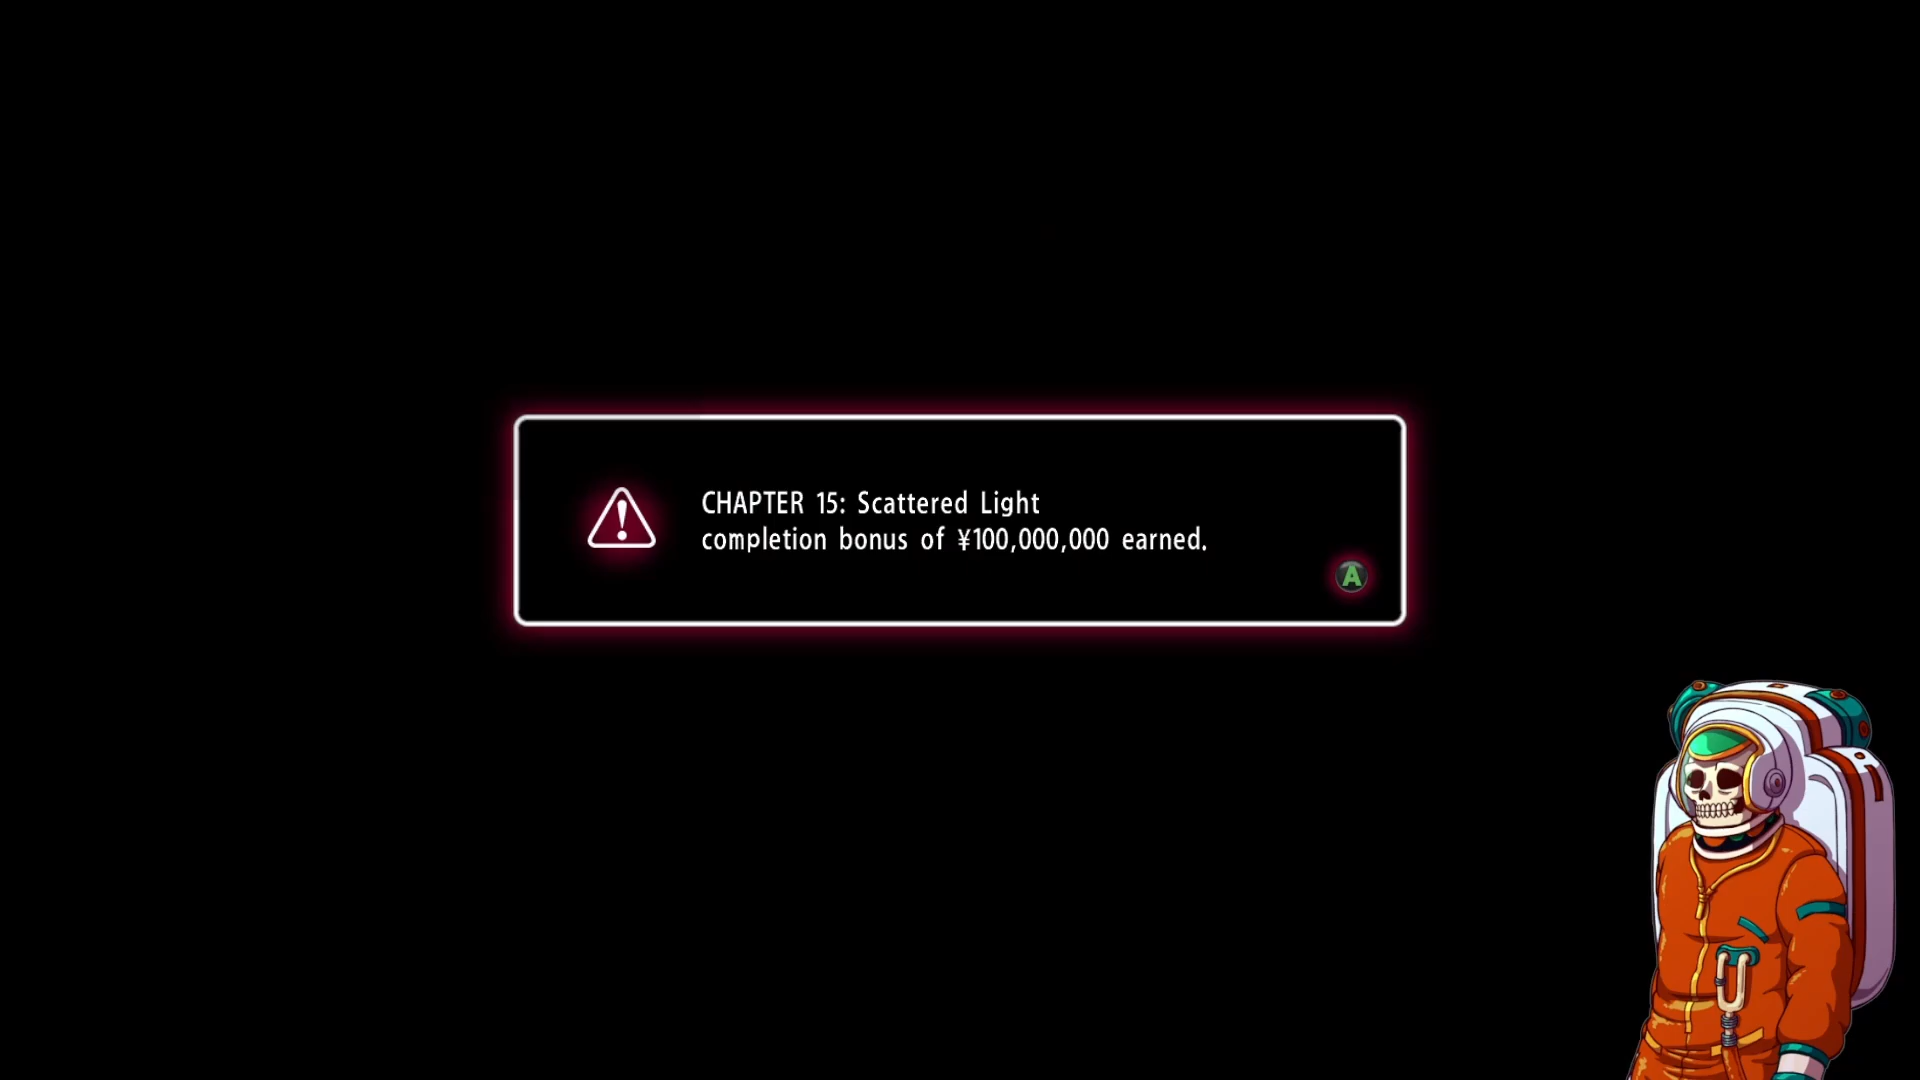 CHAPTER 15: Scattered Light
completion bonus of ¥100,000,000 earned.
A